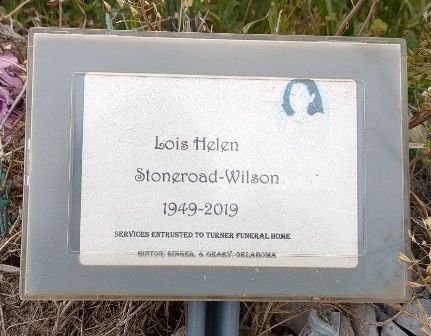 Lois Helen
Stoneroad-Wilson
1949-2019
SERVICES ENTRUSTED TO TURNER FUNERAL HOME
HINTON, BINGER, & GEARY, OKLAHOMA